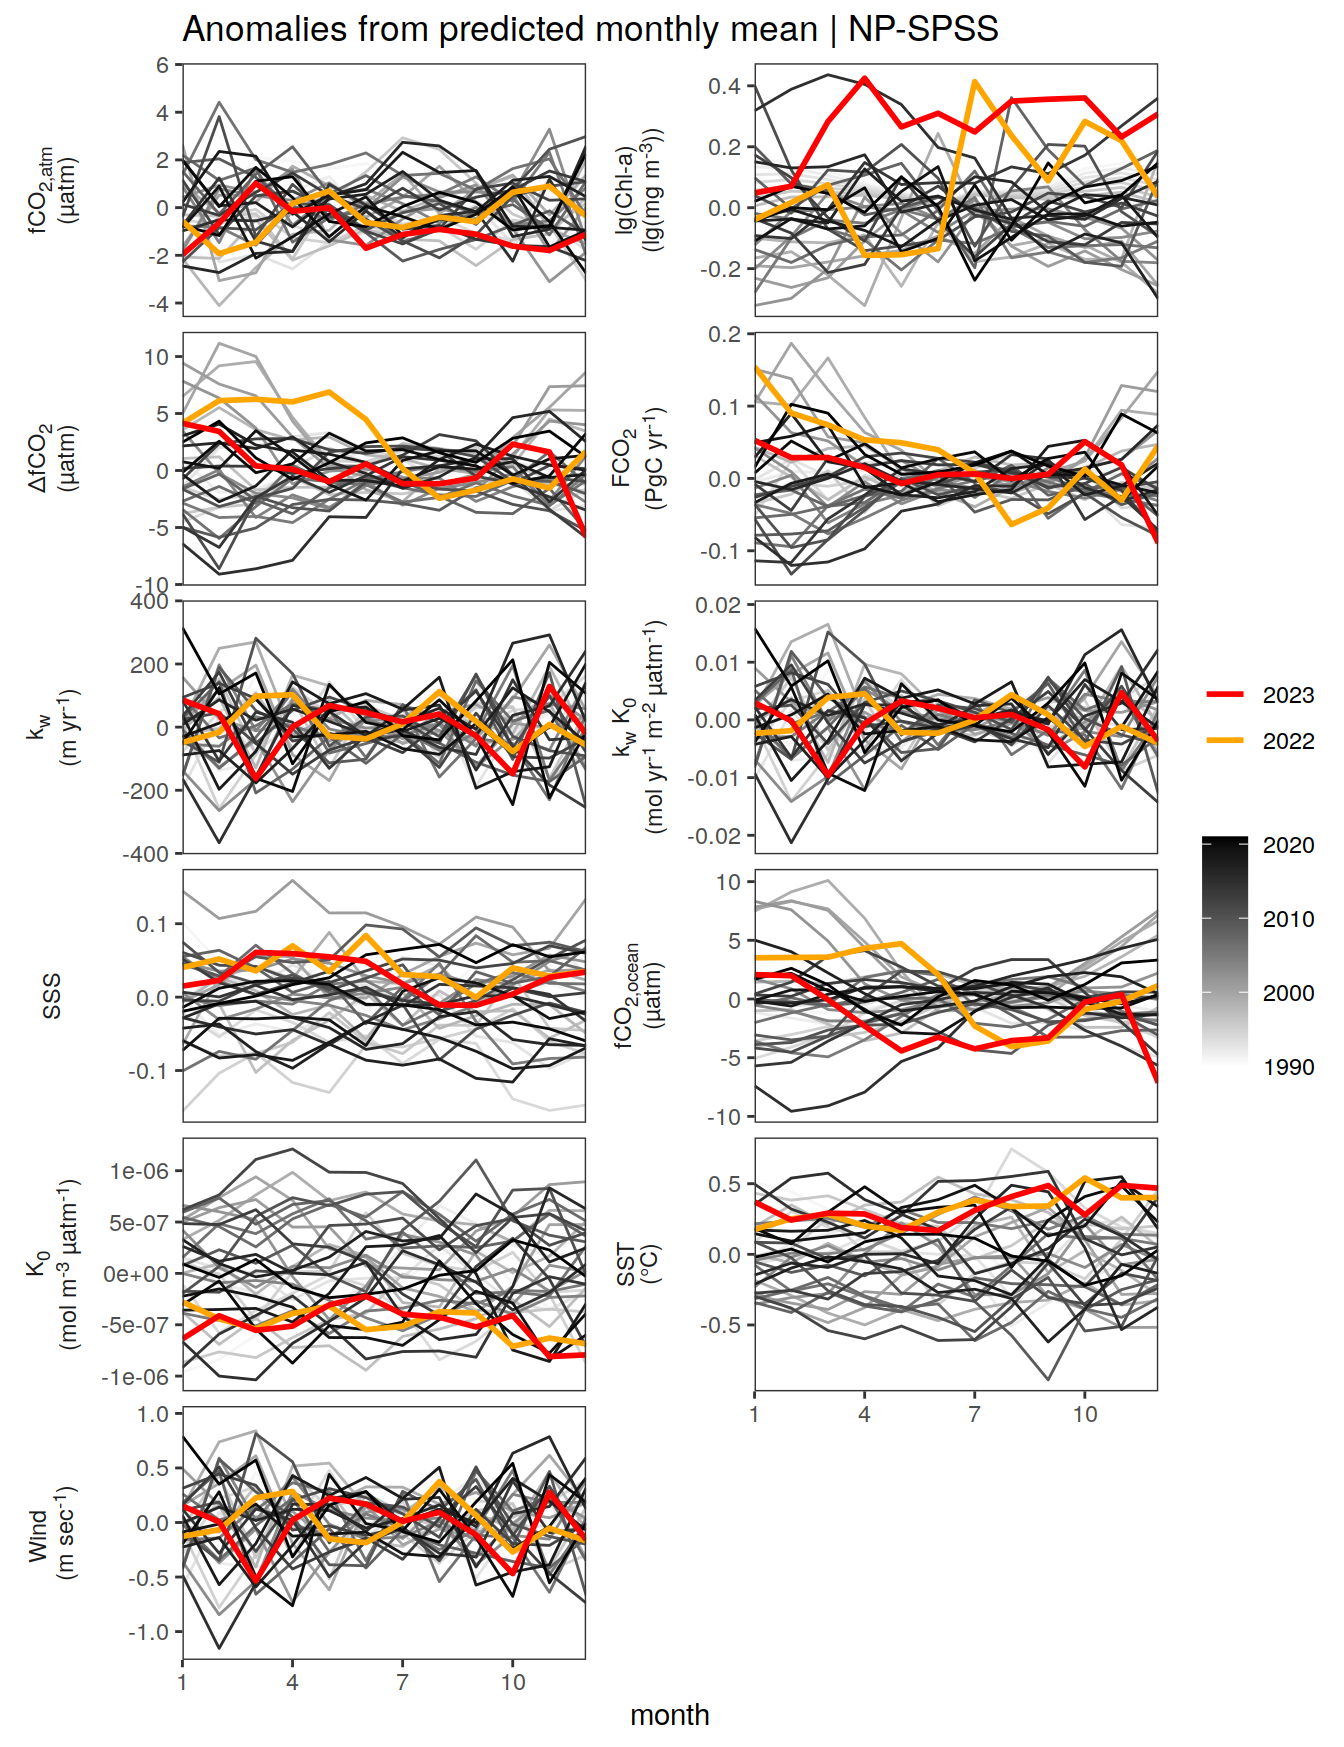 Anomalies from predicted monthly mean | NP-SPSS
fCO2,atm
(µatm)
6
4
2
0
-2
-4
lg(Chl-a)
(lg(mg m-3))
0.4
0.2
0.0
-0.2
ΔfCO2
(µatm)
10
5
0
-5
-10
FCO2
(PgC yr-1)
0.2
0.1
0.0
-0.1
kw
(m yr-1)
400
200
0
-200
-400
kw K0
(mol yr-1 m-2 µatm-1)
0.02
0.01
0.00
-0.01
-0.02
SSS
0.1
0.0
-0.1
fCO2,ocean
(µatm)
10
5
0
-5
-10
K0
(mol m-3 µatm-1)
1e-06
5e-07
0e+00
-5e-07
-1e-06
SST
(°C)
0.5
0.0
-0.5
1 4 7 10
Wind
(m sec-1)
1.0
0.5
0.0
-0.5
-1.0
1 4 7 10
month
2023
2022
2020
2010
2000
1990